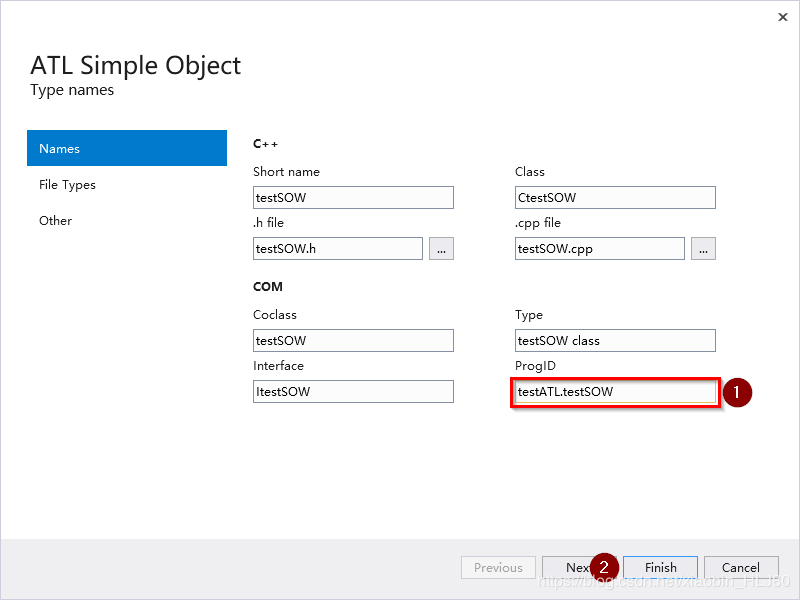 ATL Simple Object
Type names
Names
File Types
Other
C++
Short name
Class
testSOW
CtestSOW
.h file
.cpp file
testSOW.h
...
testSOW.cpp
...
COM
Coclass
Type
testSOW
testSOW class
Interface
ProgID
ItestSOW
testATL.testSOW
1
Previous
Nex
2
Finish
Cancel
https://blog.csdn.net/xiaobin_HLJ80